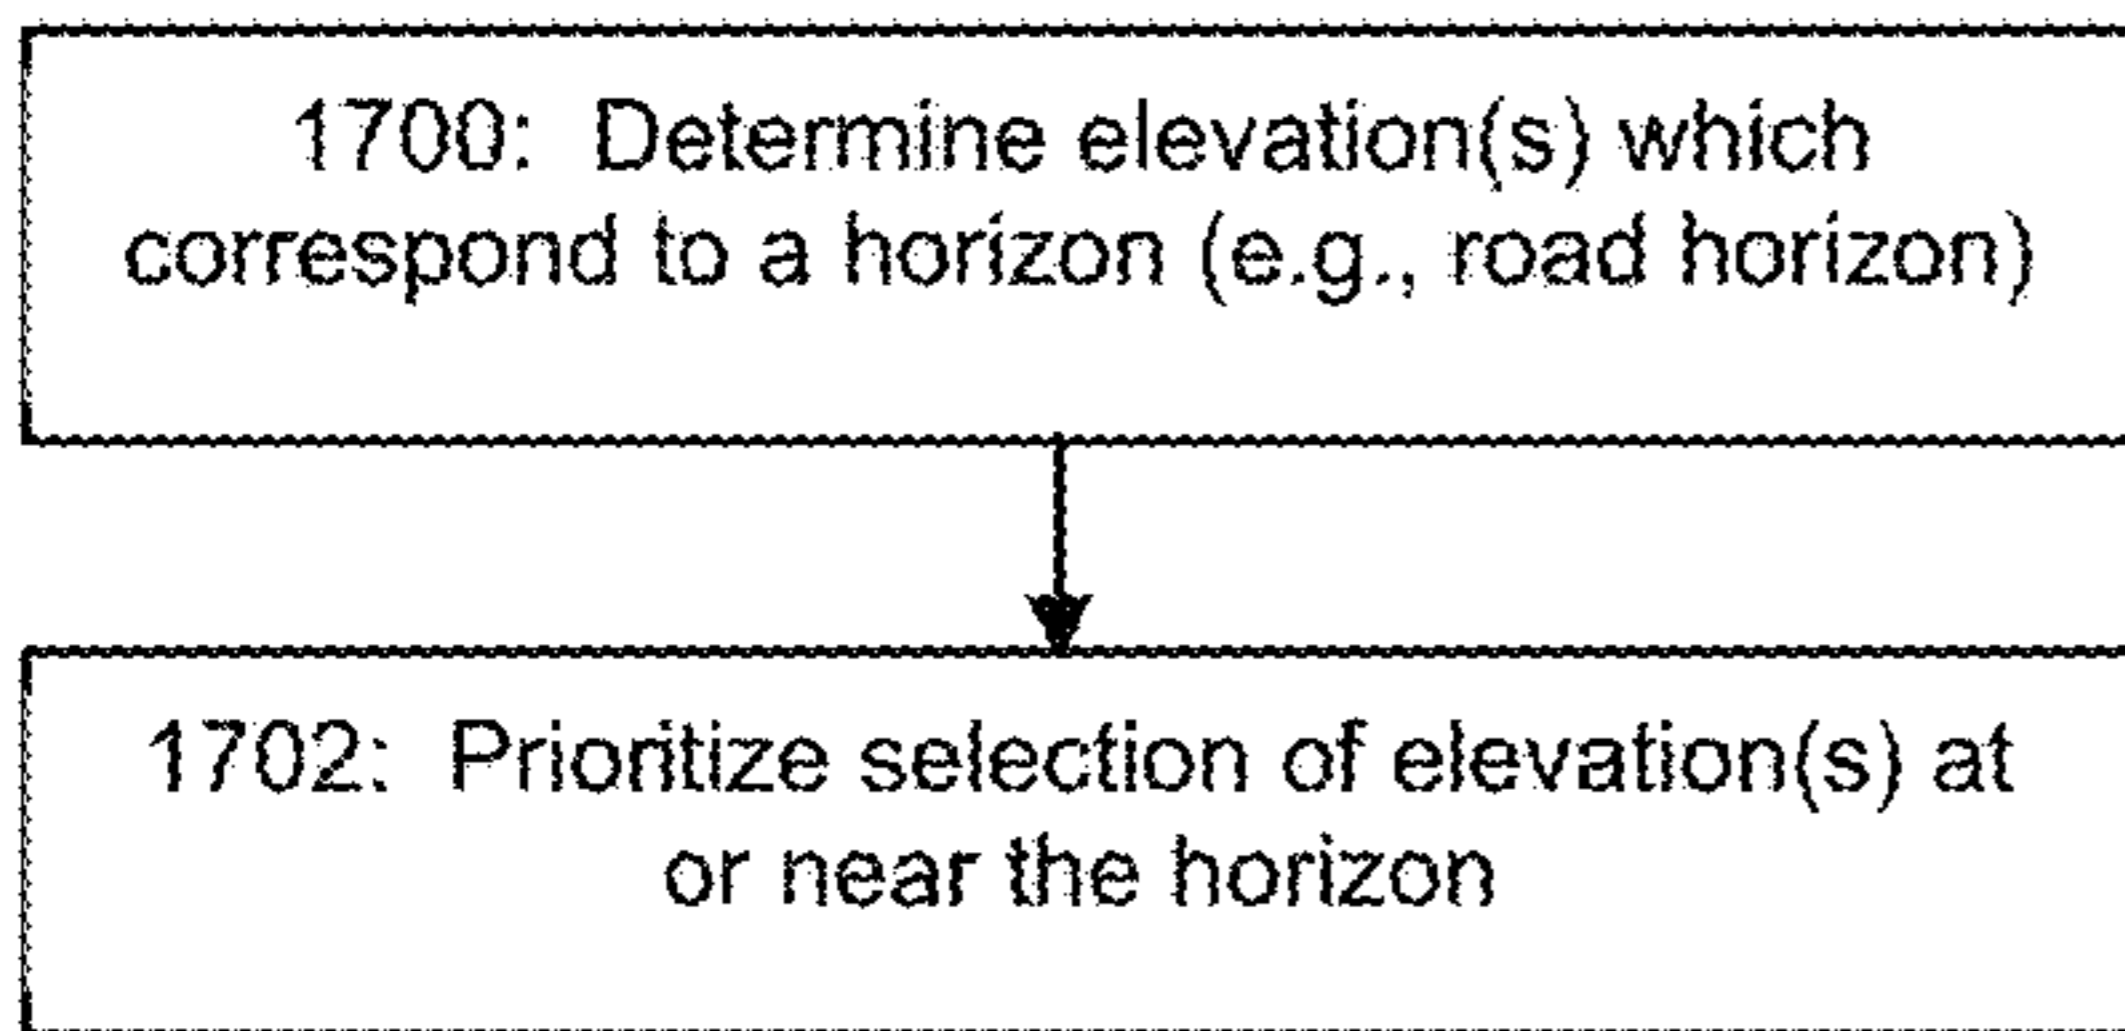 1700: Determine elevation(s) which
correspond to a horizon (e.g., road horizon)
1702: Prioritize selection of elevation(s) at
or near the horizon